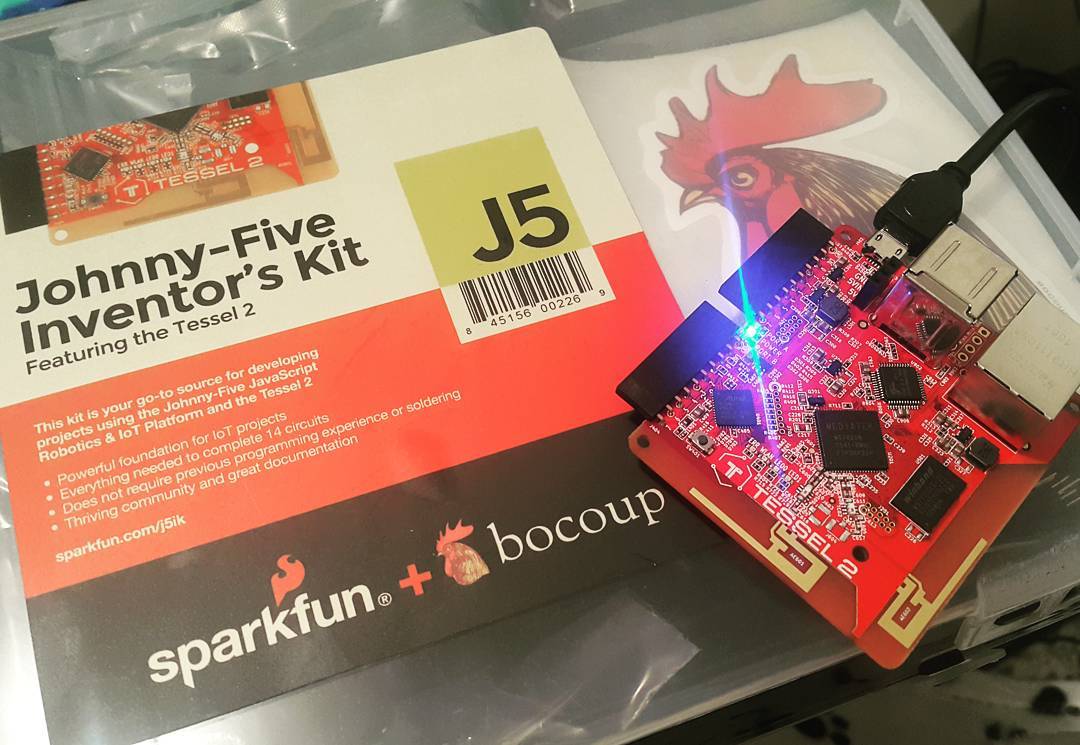 TESSEL 2
Johnny-Five
Inventor's Kit
Featuring the Tessel 2
J5
8 45156 00226 9
This kit is your go-to source for developing
projects using the Johnny-Five JavaScript
Robotics & IoT Platform and the Tessel 2
• Powerful foundation for IoT projects
• Everything needed to complete 14 circuits
• Does not require previous programming experience or soldering
• Thriving community and great documentation
sparkfun.com/j5ik
sparkfun® + bocoup
GND
5VIN
MEDIATEK
TESSEL 2